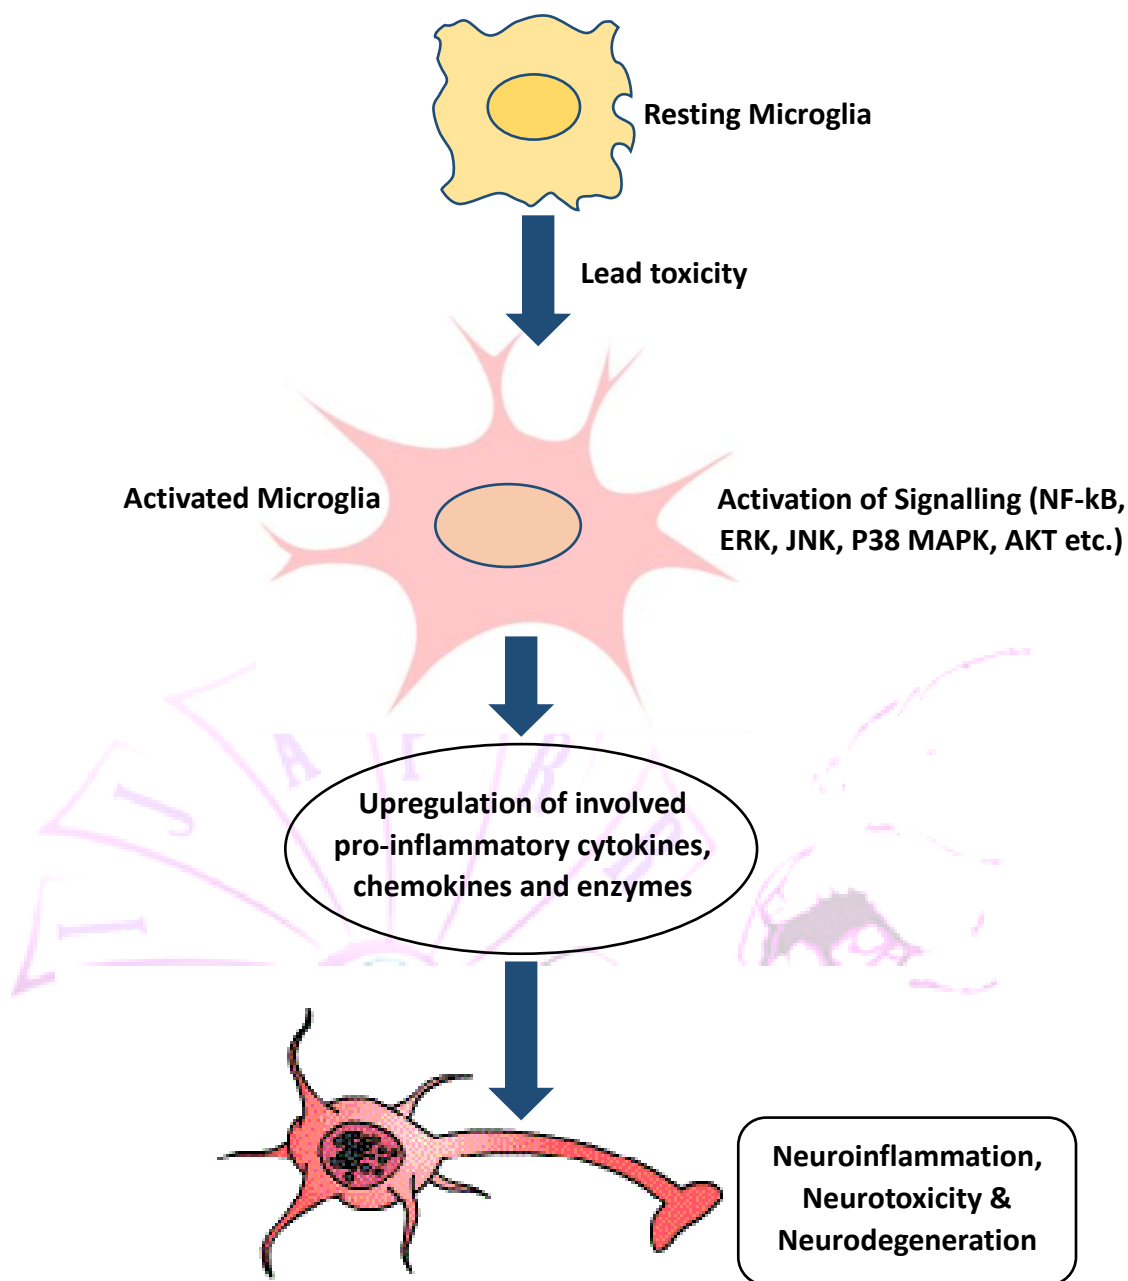 Resting Microglia
Lead toxicity
Activated Microglia
Activation of Signalling (NF-kB,
ERK, JNK, P38 MAPK, AKT etc.)
I J A I R B
Upregulation of involved
pro-inflammatory cytokines,
chemokines and enzymes
Neuroinflammation,
Neurotoxicity &
Neurodegeneration